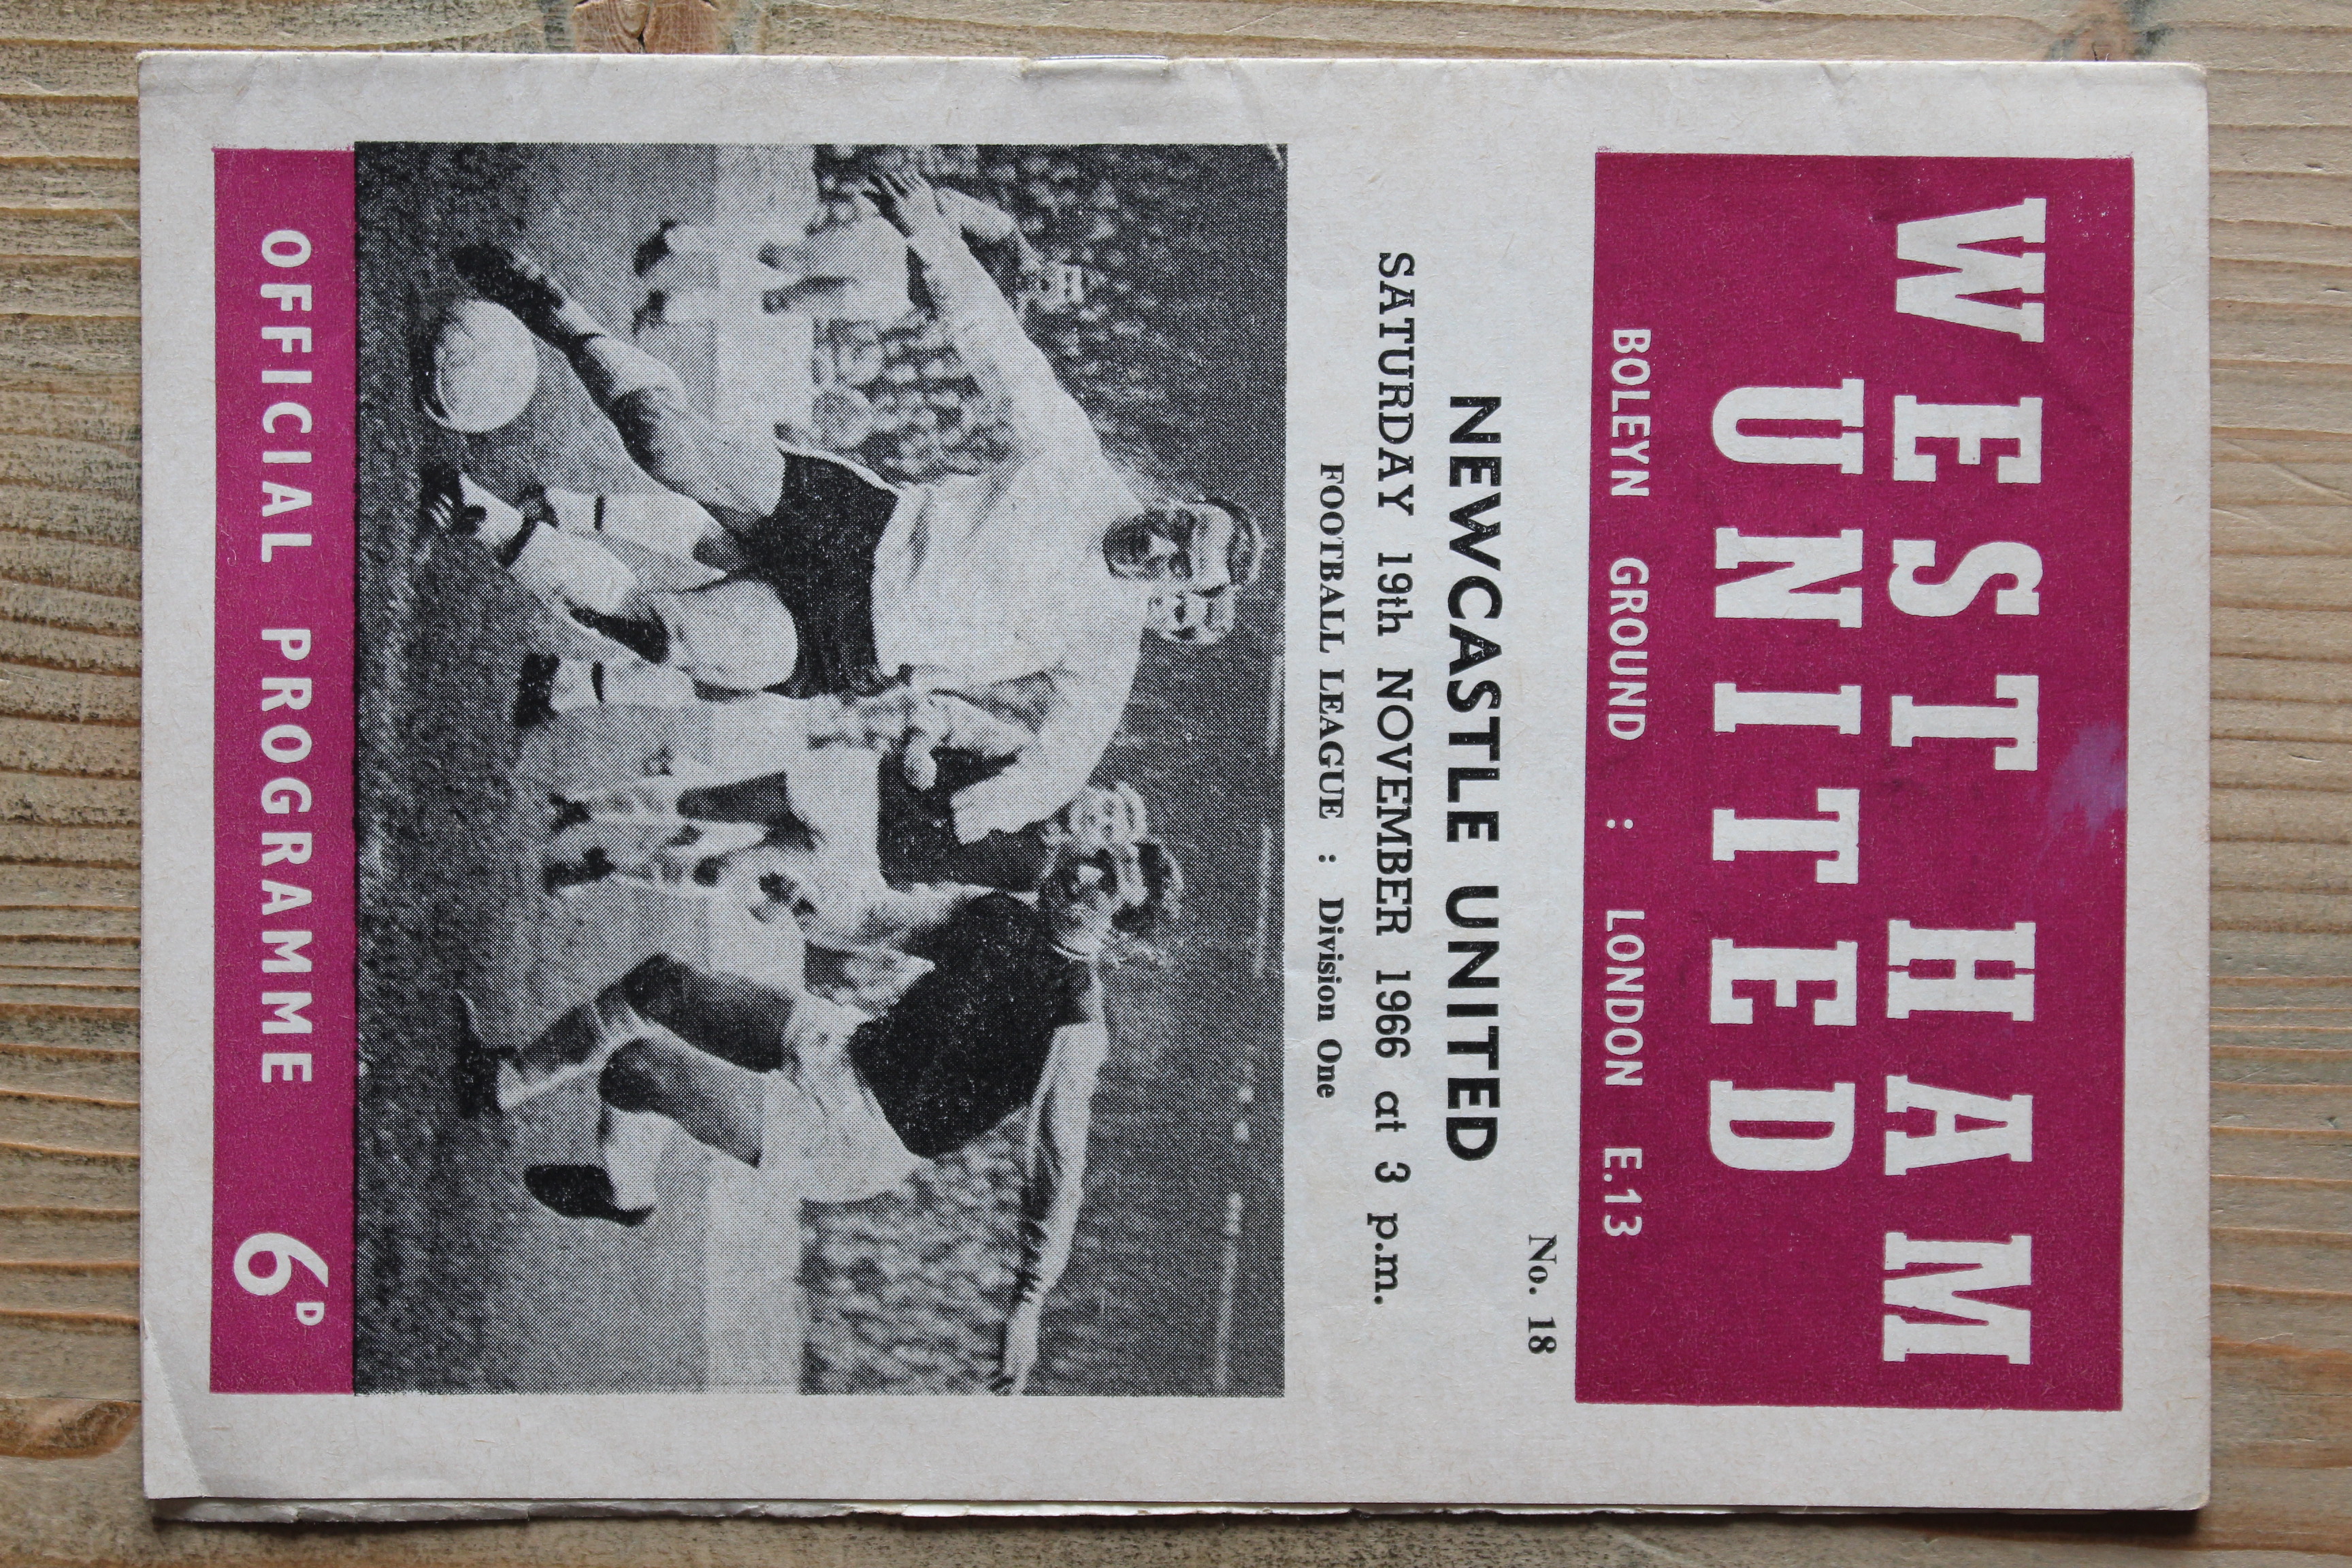 WEST HAM
UNITED
BOLEYN GROUND : LONDON E.13
No. 18
NEWCASTLE UNITED
SATURDAY 19th NOVEMBER 1966 at 3 p.m.
FOOTBALL LEAGUE : Division One
OFFICIAL PROGRAMME 6D